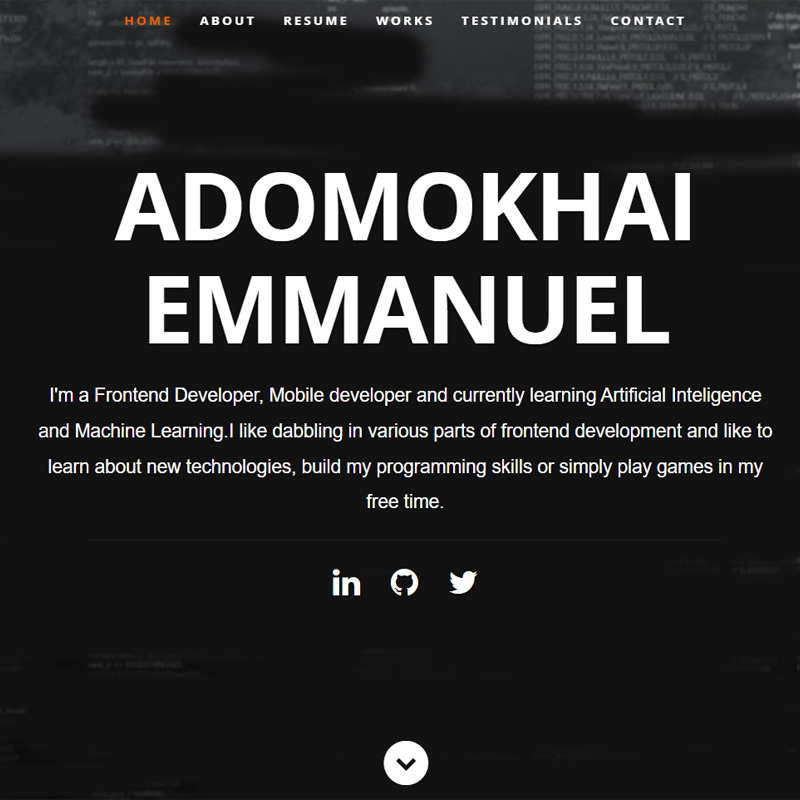 HOME ABOUT RESUME WORKS TESTIMONIALS CONTACT
ADOMOKHAI
EMMANUEL
I'm a Frontend Developer, Mobile developer and currently learning Artificial Inteligence
and Machine Learning.I like dabbling in various parts of frontend development and like to
learn about new technologies, build my programming skills or simply play games in my
free time.
in